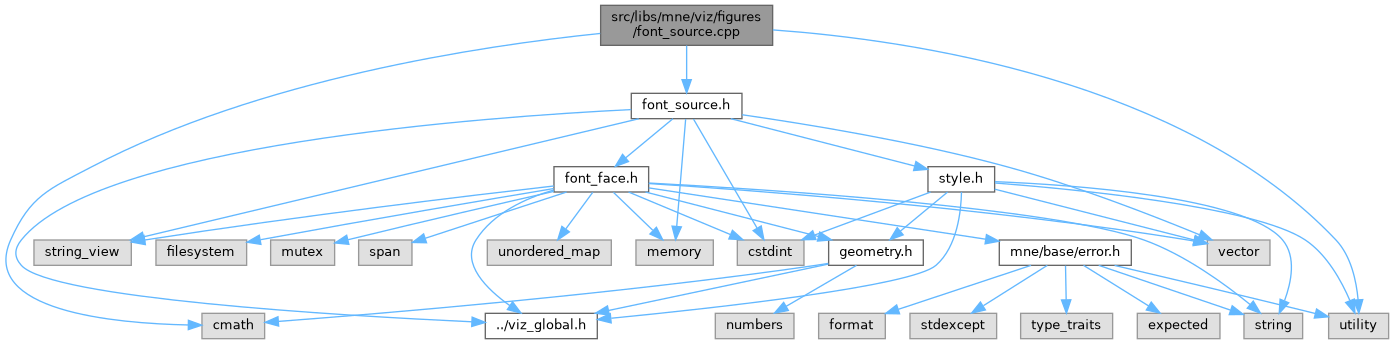 src/libs/mne/viz/figures
/font_source.cpp
font_source.h
font_face.h
style.h
string_view
filesystem
mutex
span
unordered_map
memory
cstdint
geometry.h
mne/base/error.h
vector
cmath
../viz_global.h
numbers
format
stdexcept
type_traits
expected
string
utility